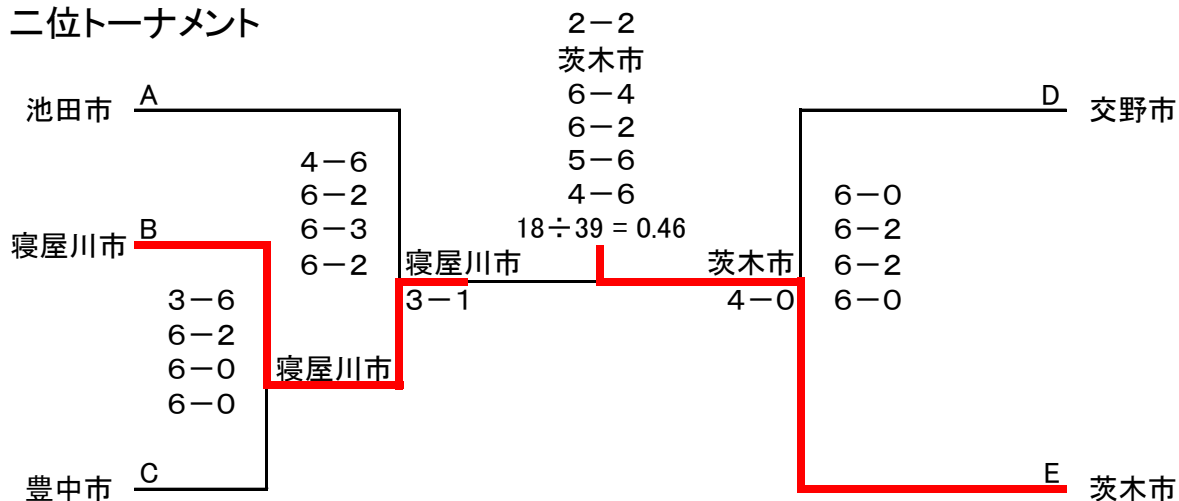 二位トーナメント
２－２
茨木市
６－４
６－２
５－６
４－６
18÷39 = 0.46
池田市
A
４－６
６－２
６－３
６－２
寝屋川市
B
寝屋川市
３－１
３－６
６－２
６－０
６－０
寝屋川市
豊中市
C
D
交野市
６－０
６－２
６－２
６－０
茨木市
４－０
E
茨木市